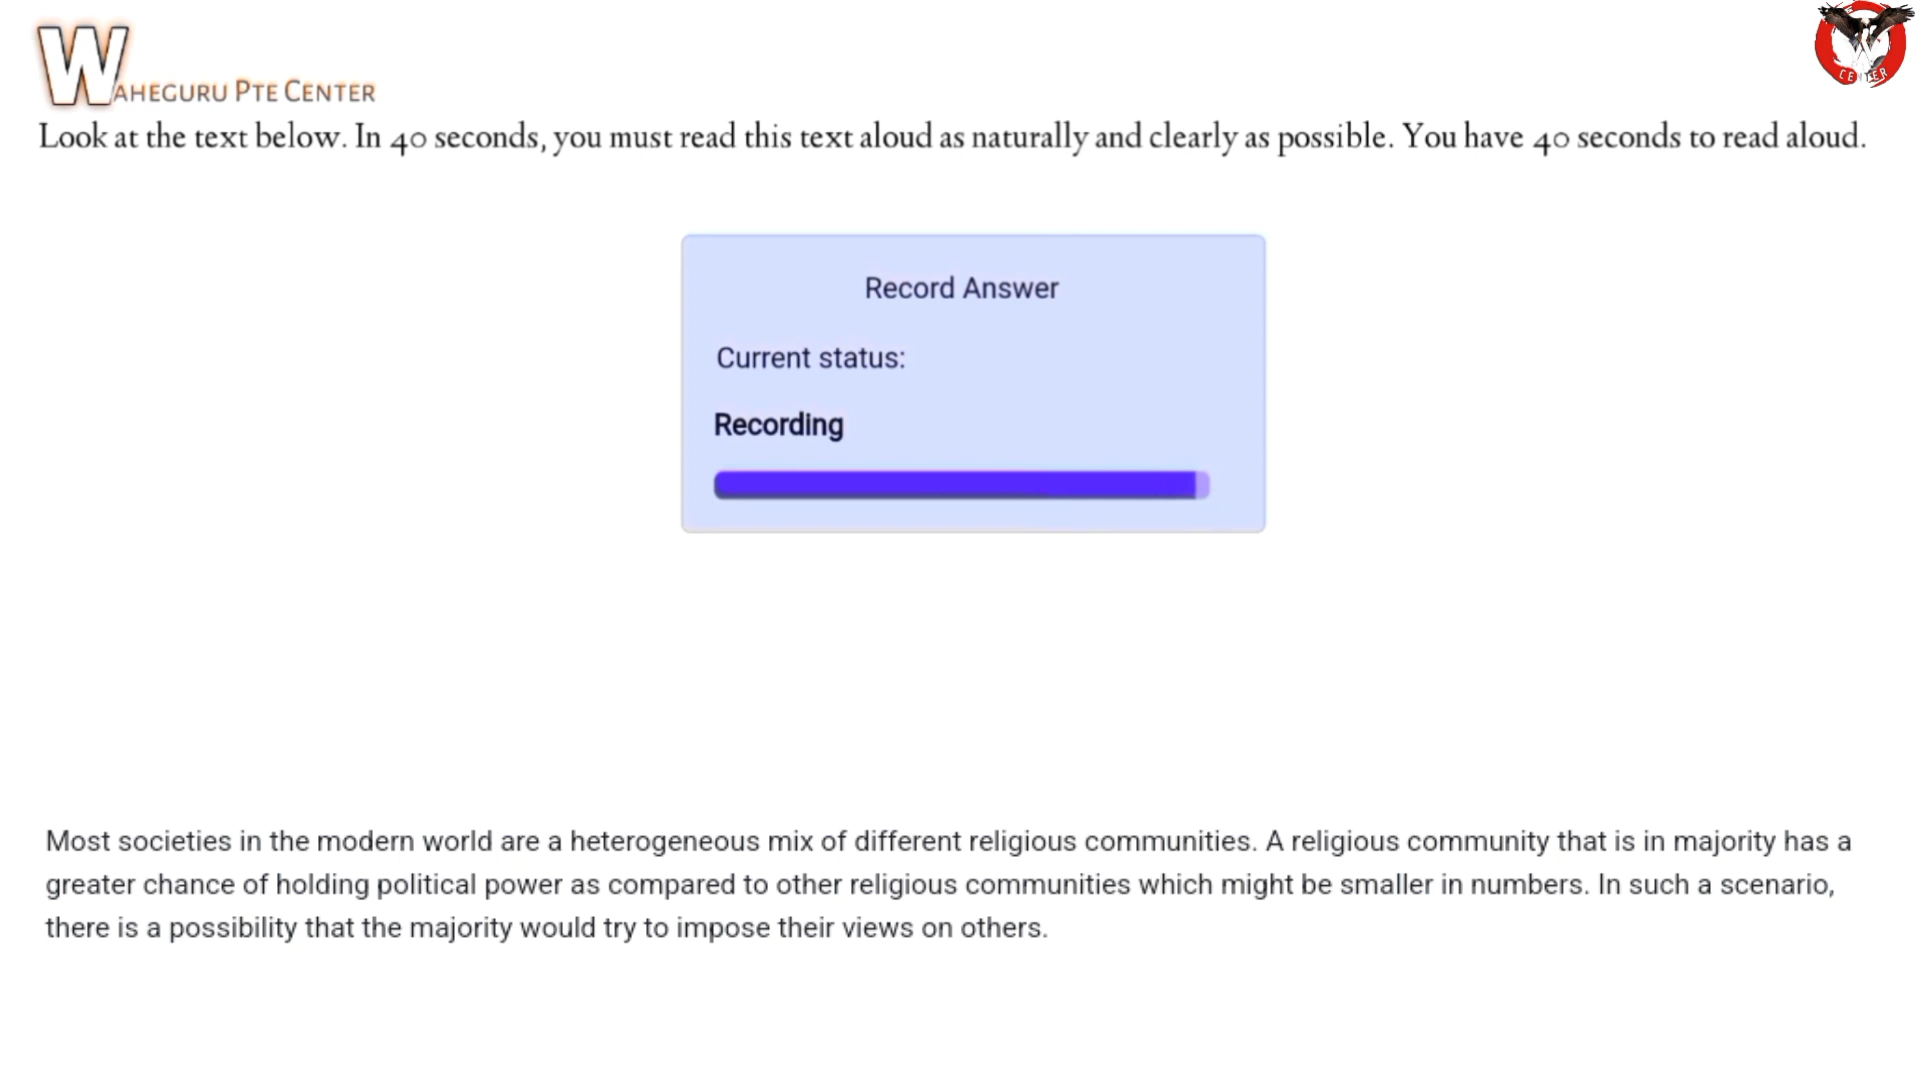 WAHEGURU PTE CENTER
CENTER
Look at the text below. In 40 seconds, you must read this text aloud as naturally and clearly as possible. You have 40 seconds to read aloud.
Record Answer
Current status:
Recording
Most societies in the modern world are a heterogeneous mix of different religious communities. A religious community that is in majority has a
greater chance of holding political power as compared to other religious communities which might be smaller in numbers. In such a scenario,
there is a possibility that the majority would try to impose their views on others.